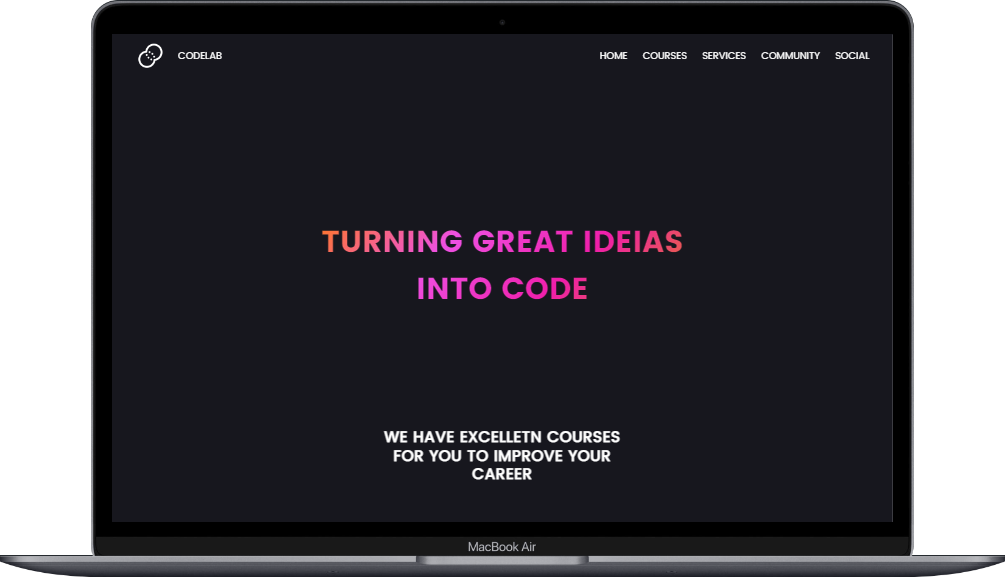 CODELAB
HOME COURSES SERVICES COMMUNITY SOCIAL
TURNING GREAT IDEIAS
INTO CODE
WE HAVE EXCELLETN COURSES
FOR YOU TO IMPROVE YOUR
CAREER
MacBook Air